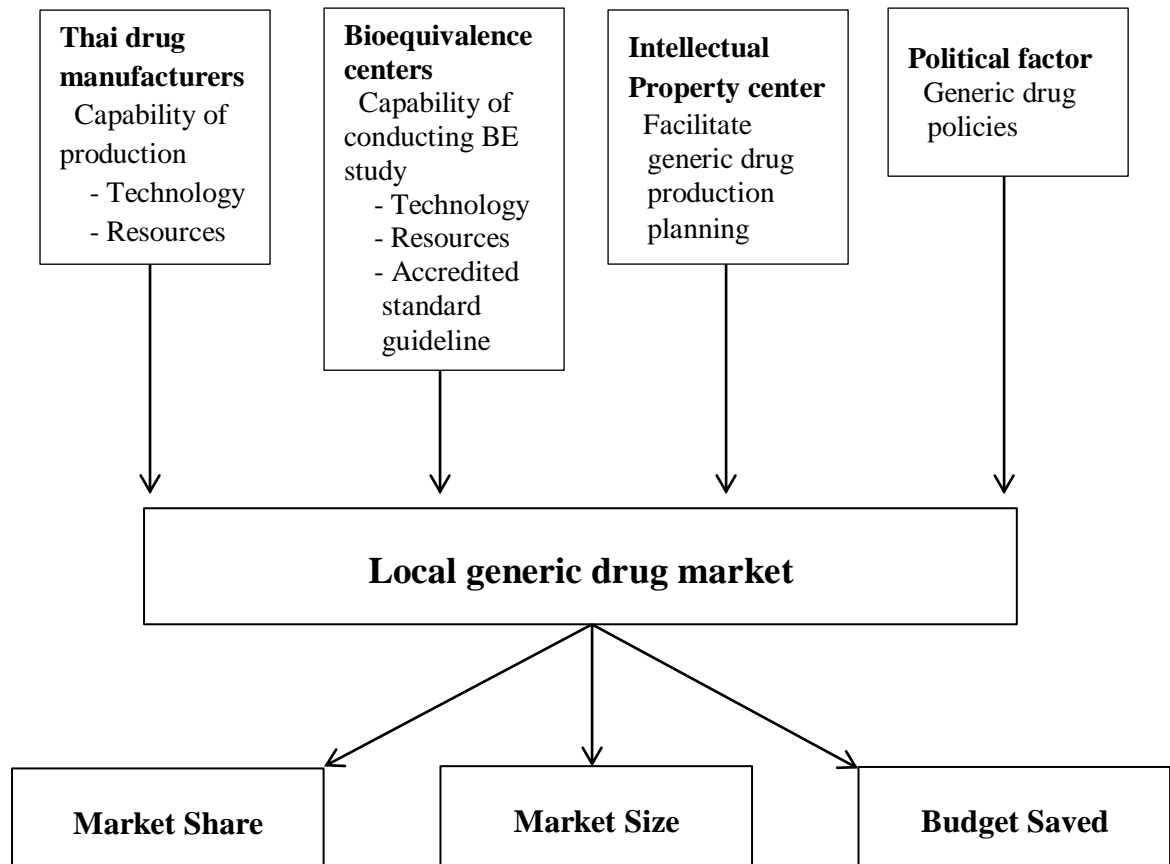 Thai drug
manufacturers
Capability of
production
- Technology
- Resources
Bioequivalence
centers
Capability of
conducting BE
study
- Technology
- Resources
- Accredited
standard
guideline
Intellectual
Property center
Facilitate
generic drug
production
planning
Political factor
Generic drug
policies
Local generic drug market
Market Share
Market Size
Budget Saved